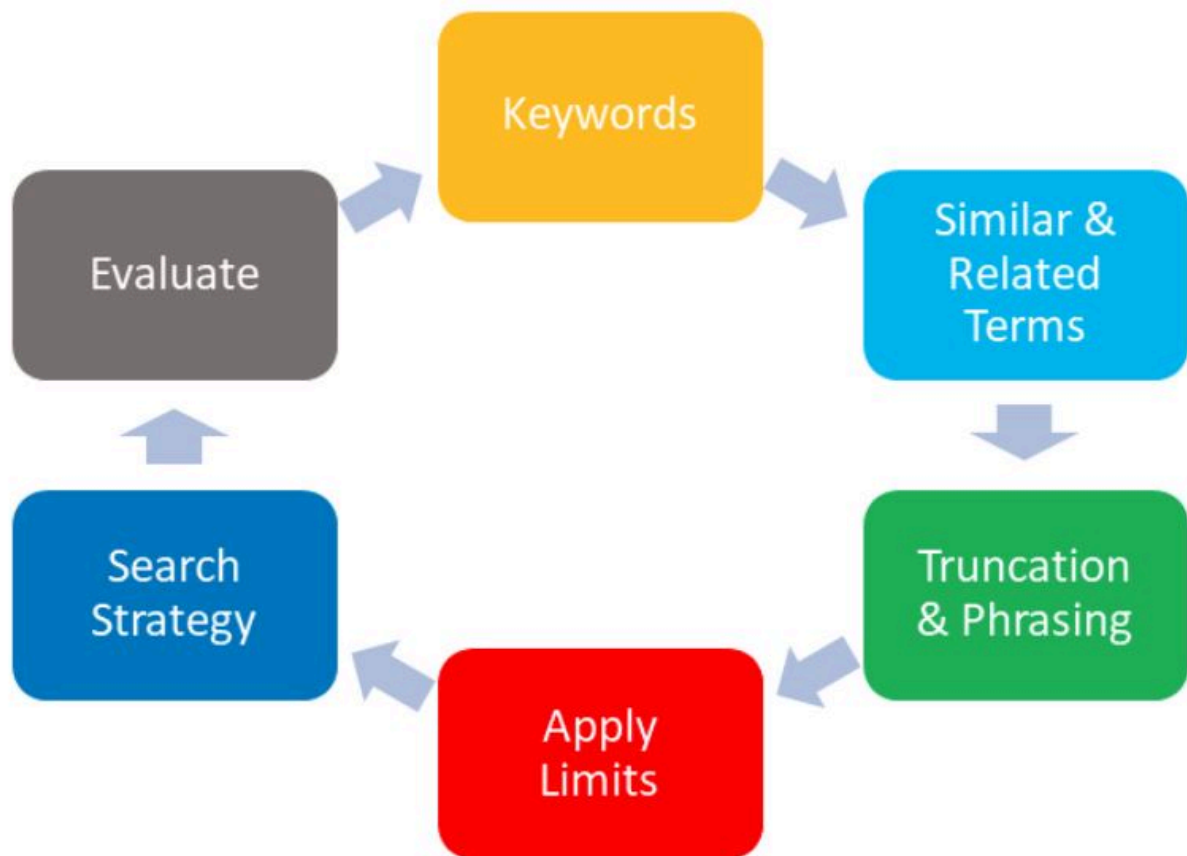 Keywords
Similar &
Related
Terms
Truncation
& Phrasing
Apply
Limits
Search
Strategy
Evaluate